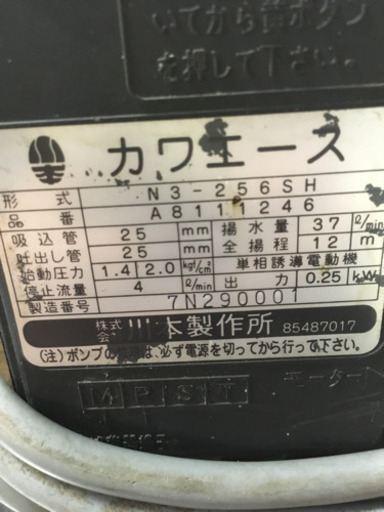 いてから笛ボタン
を押して下さい。
カワエース
形式 N3-256SH
品番 A8111246
吸込管 25 mm 揚水量 37 ℓ/min
吐出し管 25 mm 全揚程 12 m
始動圧力 1.4 2.0 kgf/cm² 単相誘導電動機
停止流量 4 ℓ/min 出力 0.25 kW
製造番号 7N290001
株式会社 川本製作所 85487017
(注)ポンプの は、必ず電源を切ってから行って下さい。
モーター